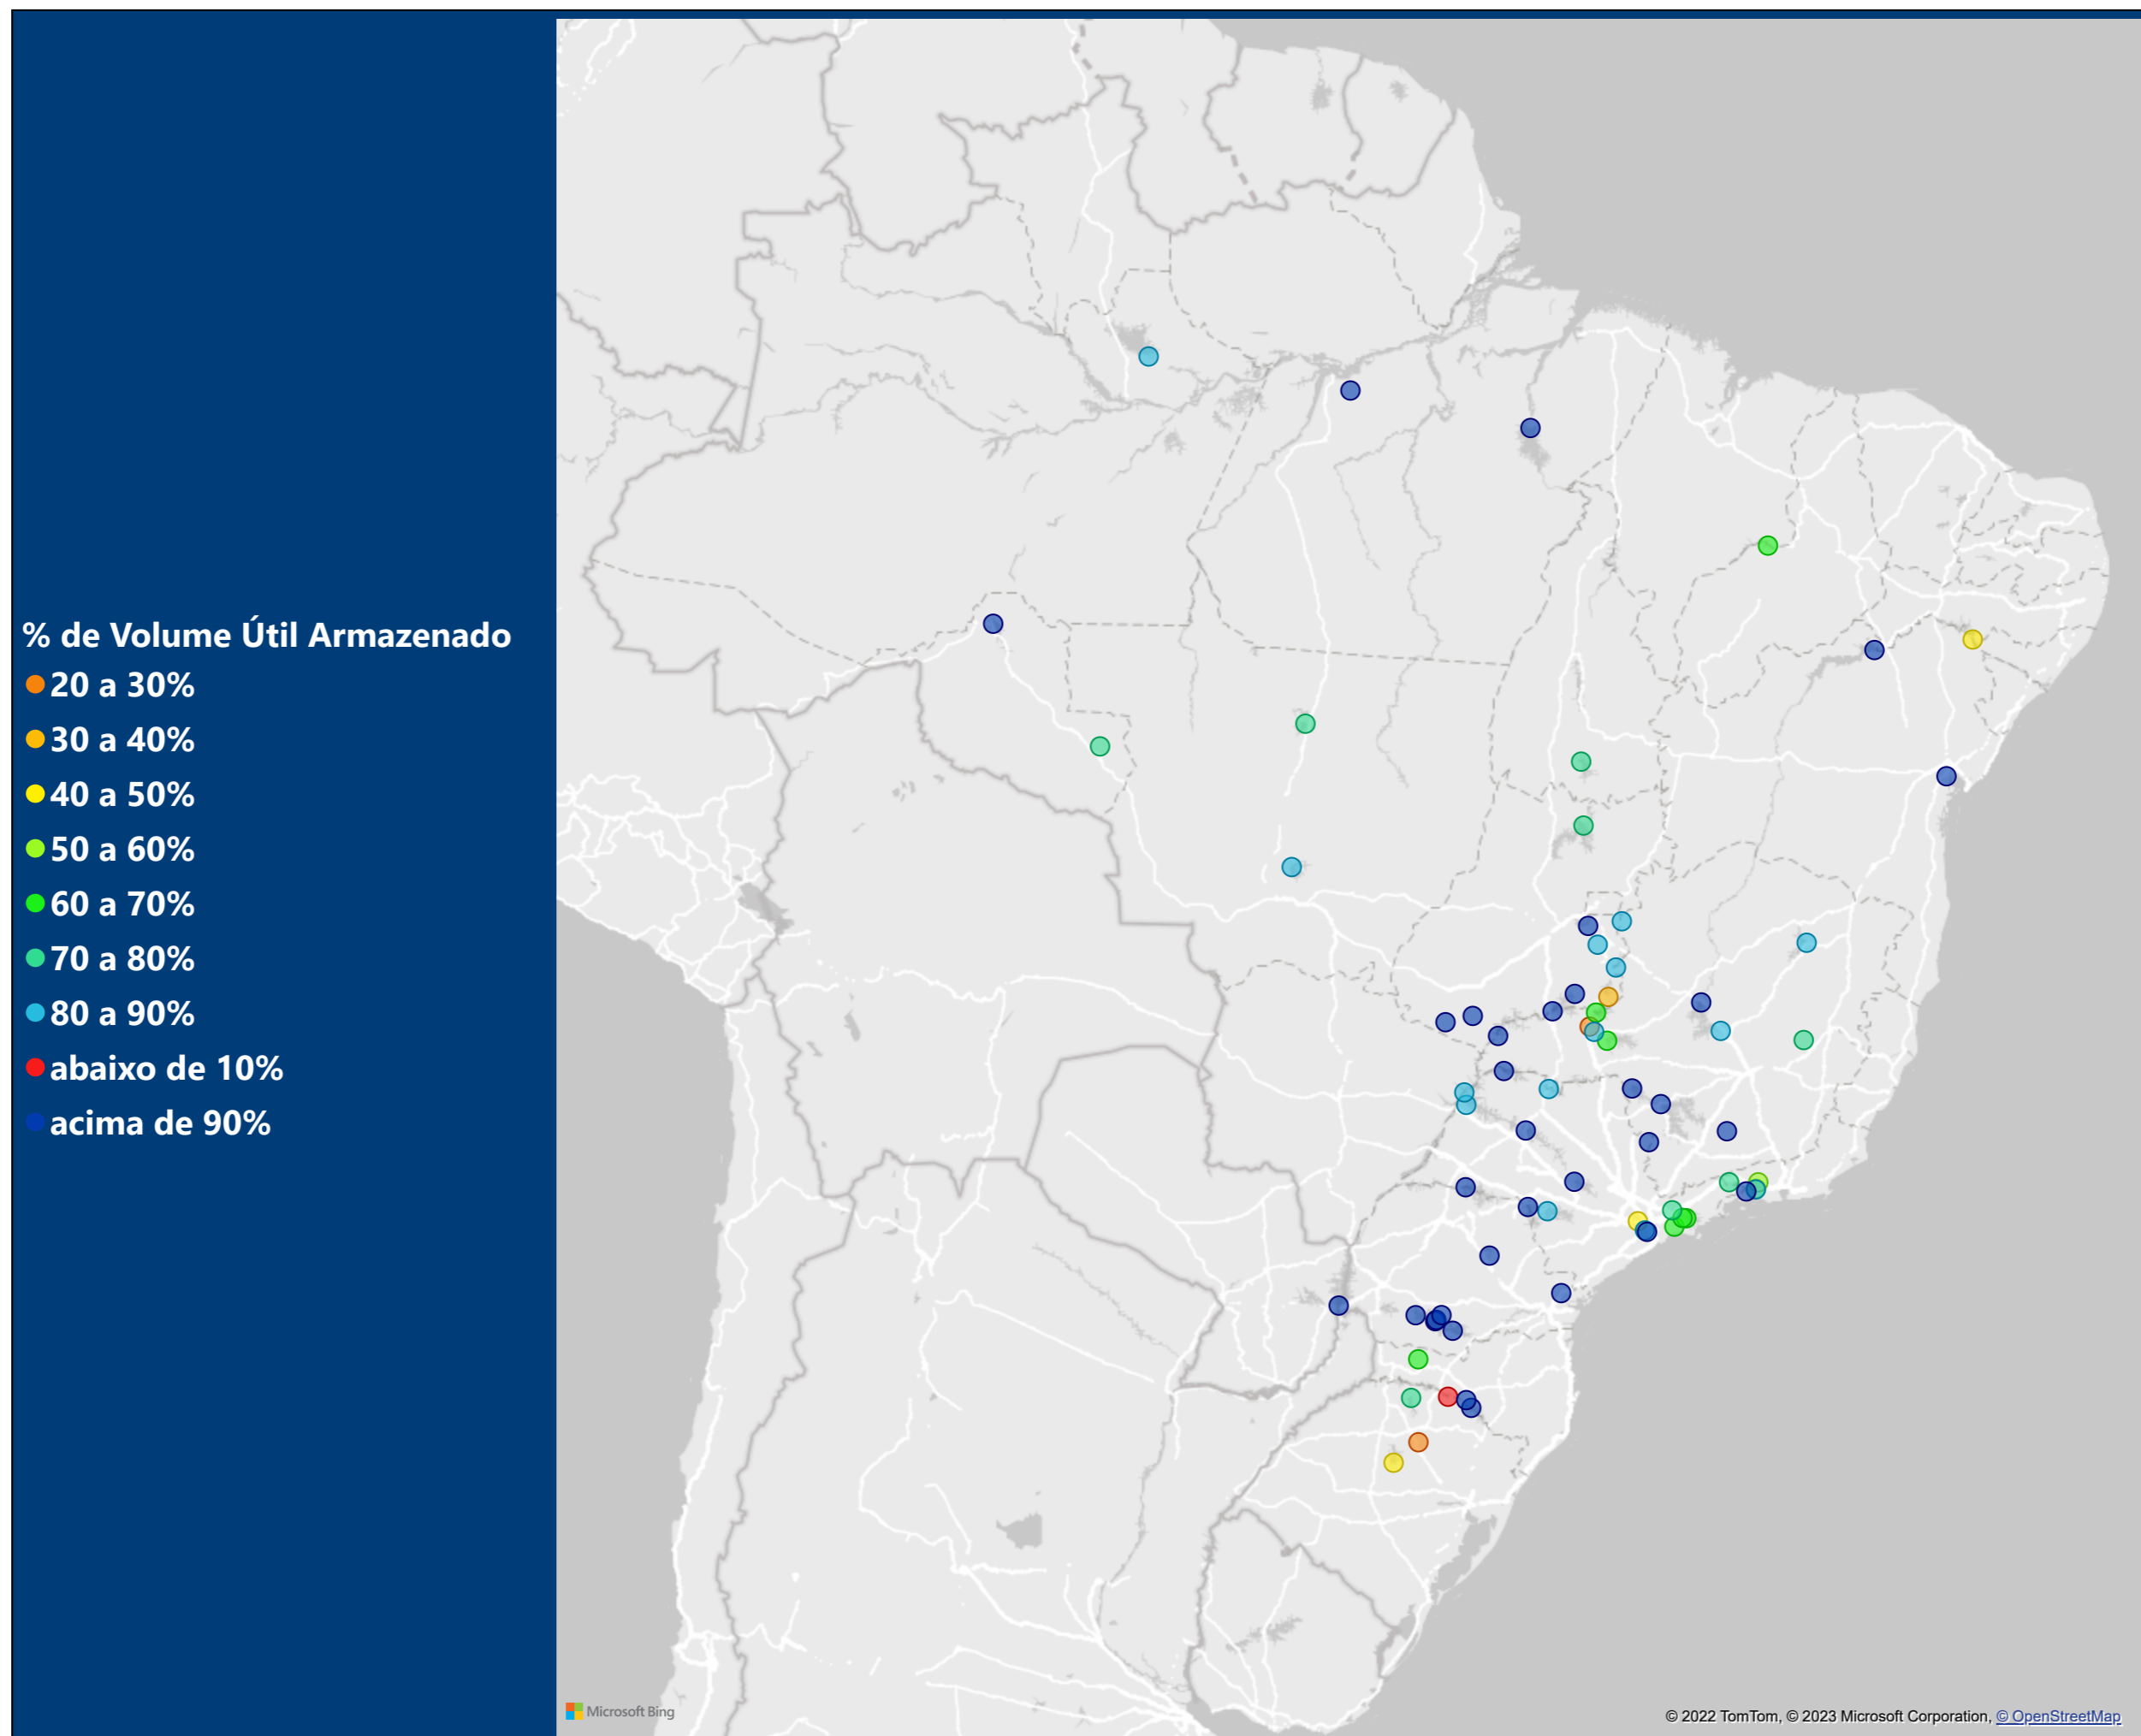 % de Volume Útil Armazenado
20 a 30%
30 a 40%
40 a 50%
50 a 60%
60 a 70%
70 a 80%
80 a 90%
abaixo de 10%
acima de 90%
Microsoft Bing
© 2022 TomTom, © 2023 Microsoft Corporation, © OpenStreetMap